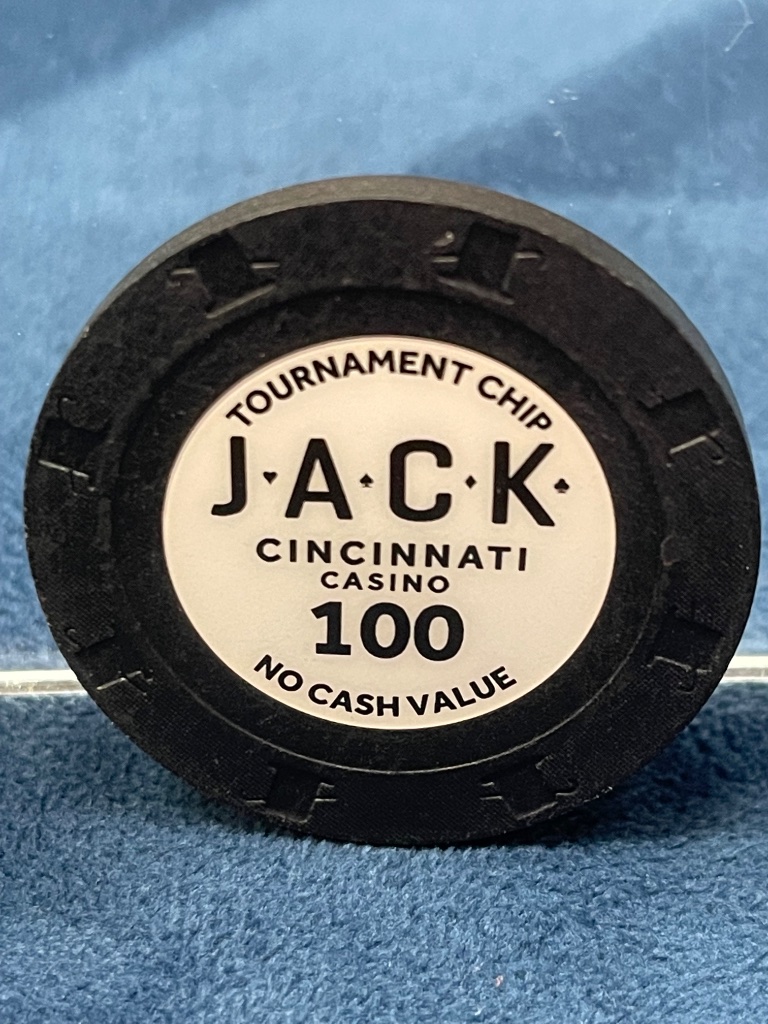 TOURNAMENT CHIP
J♥A♠C♦K♣
CINCINNATI
CASINO
100
NO CASH VALUE